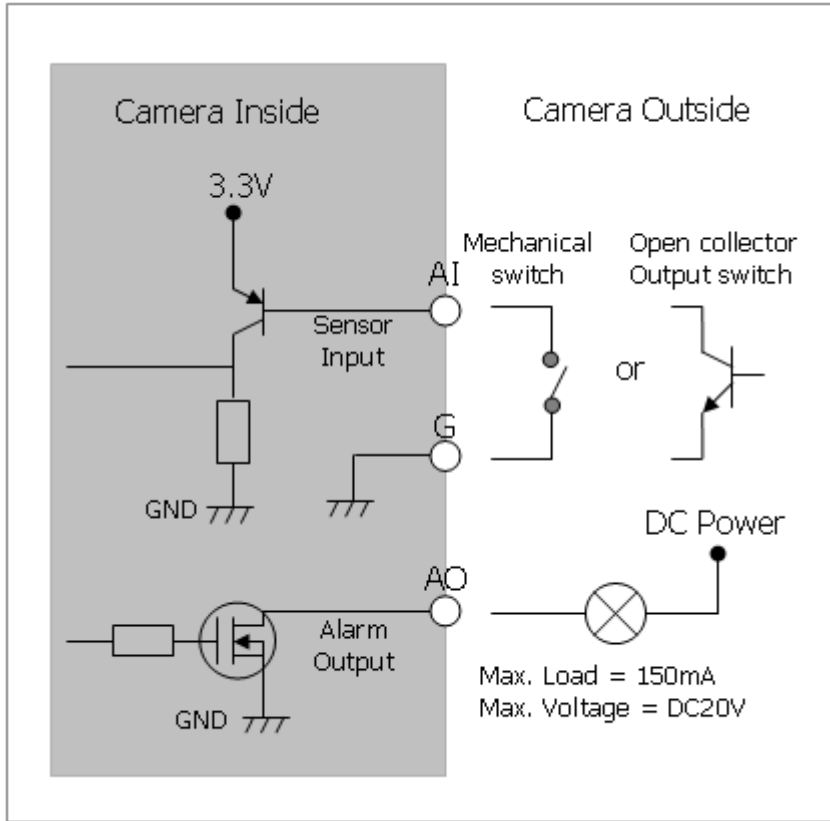 Camera Inside
Camera Outside
3.3V
Mechanical
switch
Open collector
Output switch
AI
Sensor
Input
or
G
GND
DC Power
AO
Alarm
Output
GND
Max. Load = 150mA
Max. Voltage = DC20V